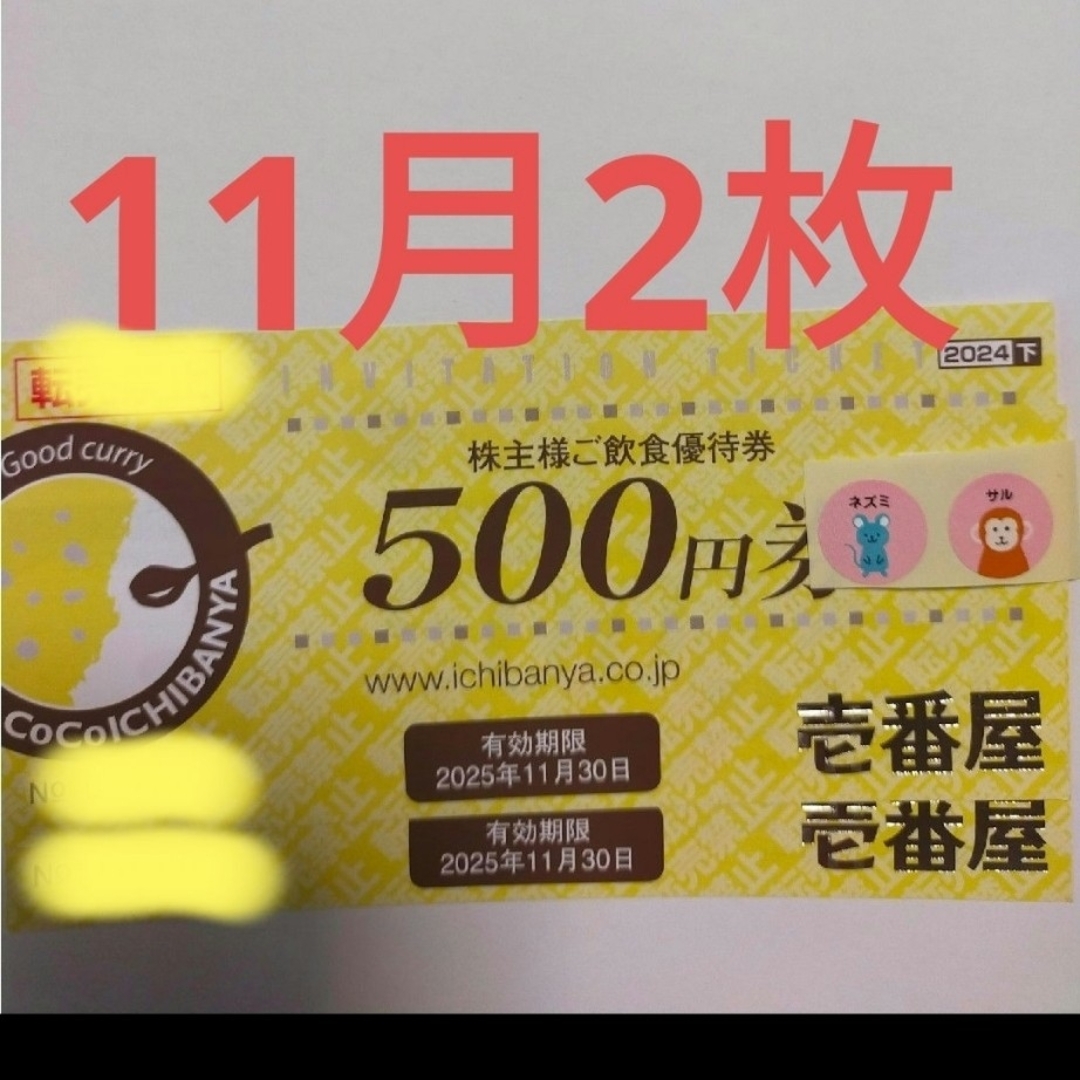 11月2枚
INVITATION TICKET
2024下
転
Good curry
株主様ご飲食優待券
500円券
ネズミ
サル
www.ichibanya.co.jp
CoCoICHIBANYA
有効期限
2025年11月30日
壱番屋
No
有効期限
2025年11月30日
壱番屋